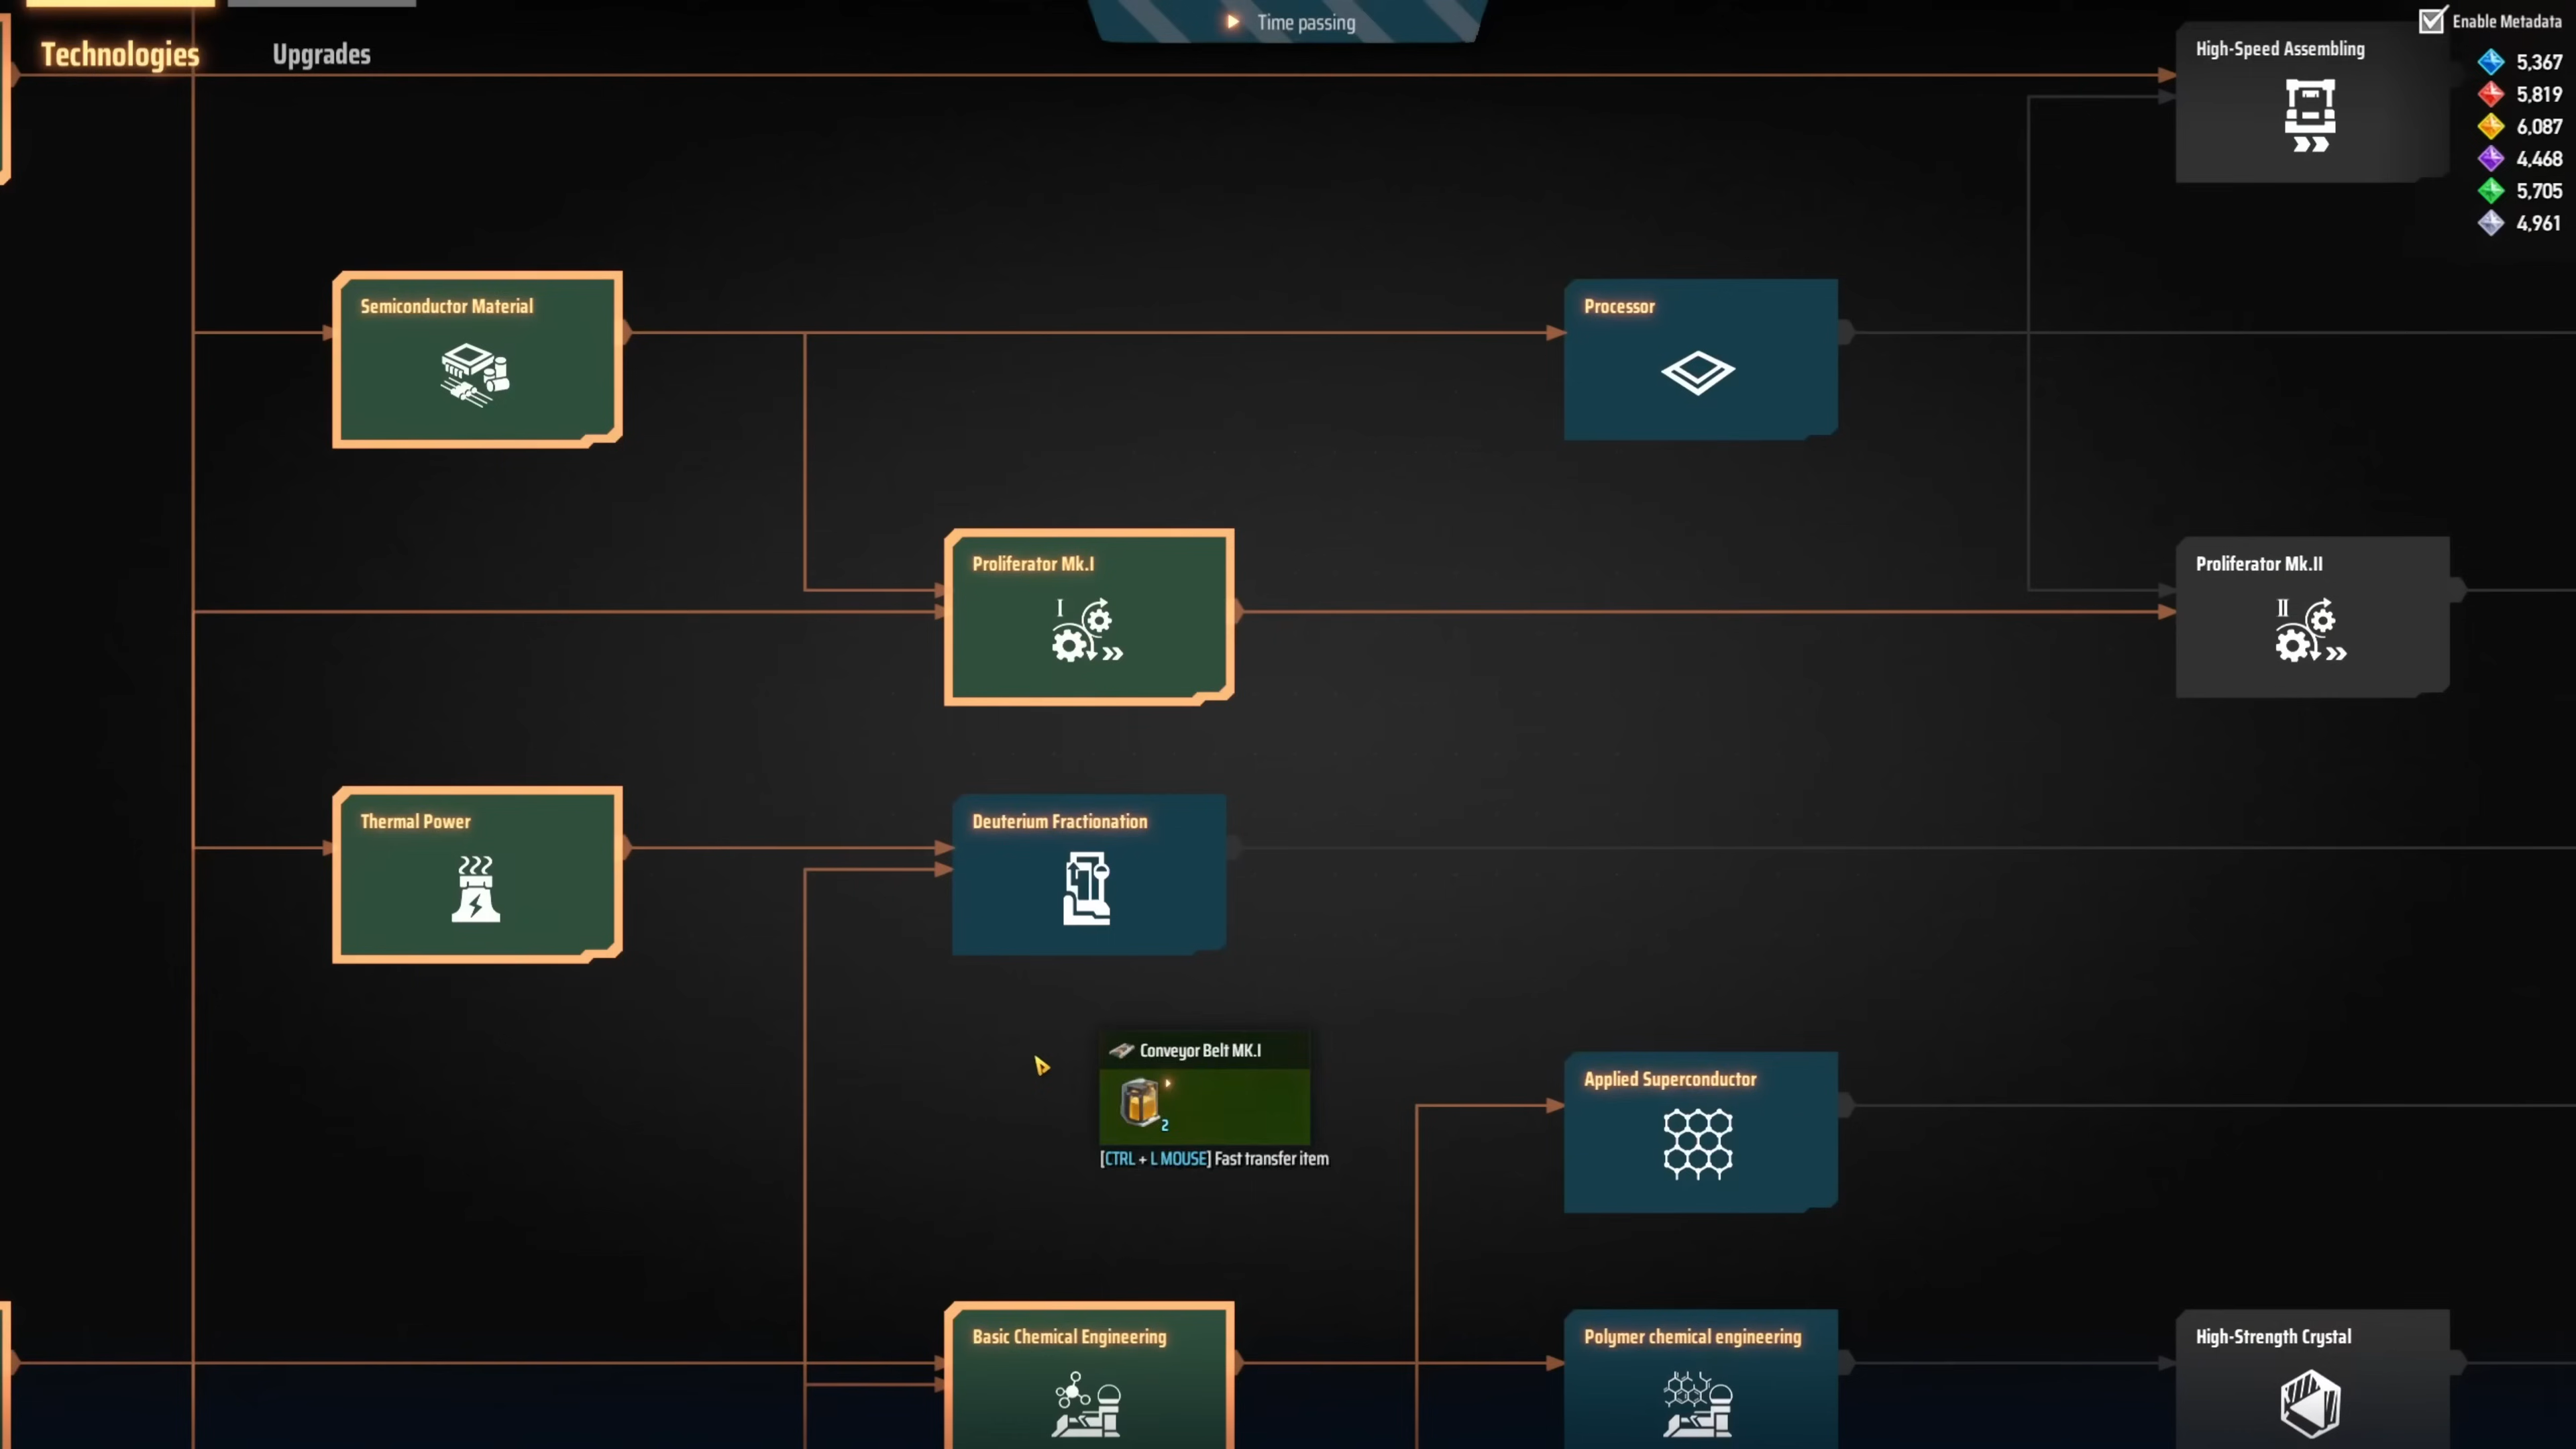 Technologies
Upgrades
Time passing
Enable Metadata
5,367
5,819
6,087
4,468
5,705
4,961
High-Speed Assembling
Semiconductor Material
Processor
Proliferator Mk.I
I
Proliferator Mk.II
II
Thermal Power
Deuterium Fractionation
Conveyor Belt MK.I
2
[CTRL + L MOUSE] Fast transfer item
Applied Superconductor
Basic Chemical Engineering
Polymer chemical engineering
High-Strength Crystal